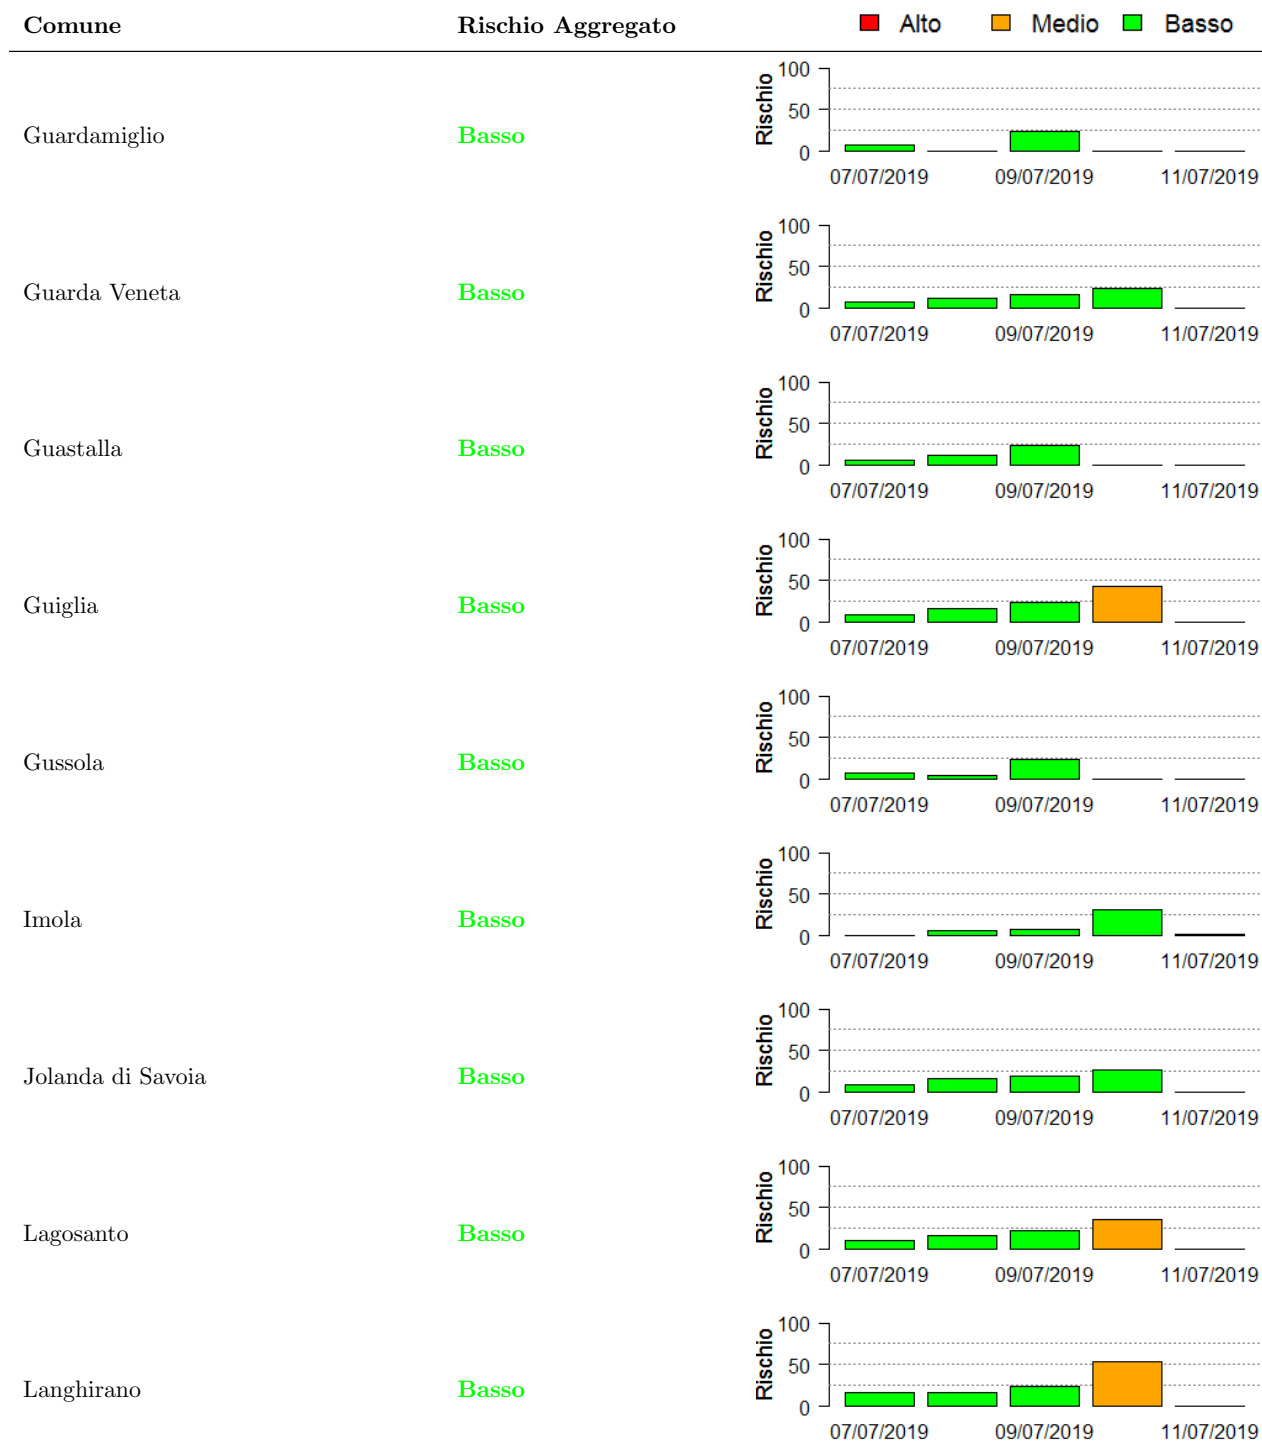 Comune Rischio Aggregato Alto Medio Basso
Guardamiglio Basso
Rischio
100
50
0
07/07/2019 09/07/2019 11/07/2019
Guarda Veneta Basso
Rischio
100
50
0
07/07/2019 09/07/2019 11/07/2019
Guastalla Basso
Rischio
100
50
0
07/07/2019 09/07/2019 11/07/2019
Guiglia Basso
Rischio
100
50
0
07/07/2019 09/07/2019 11/07/2019
Gussola Basso
Rischio
100
50
0
07/07/2019 09/07/2019 11/07/2019
Imola Basso
Rischio
100
50
0
07/07/2019 09/07/2019 11/07/2019
Jolanda di Savoia Basso
Rischio
100
50
0
07/07/2019 09/07/2019 11/07/2019
Lagosanto Basso
Rischio
100
50
0
07/07/2019 09/07/2019 11/07/2019
Langhirano Basso
Rischio
100
50
0
07/07/2019 09/07/2019 11/07/2019